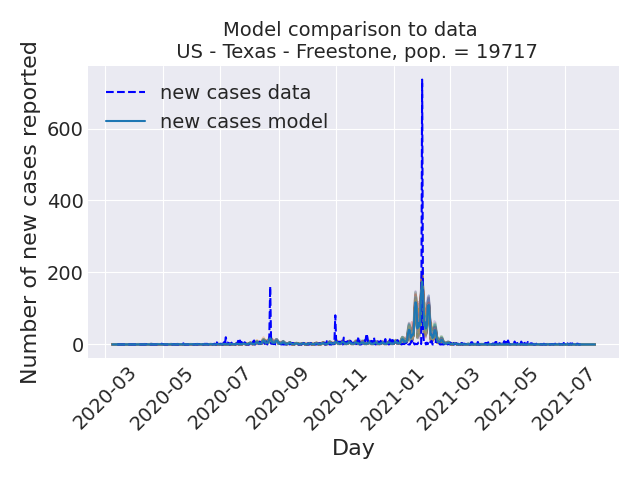 Model comparison to data
US - Texas - Freestone, pop. = 19717
Number of new cases reported
new cases data
new cases model
600
400
200
0
2020-03
2020-05
2020-07
2020-09
2020-11
2021-01
2021-03
2021-05
2021-07
Day